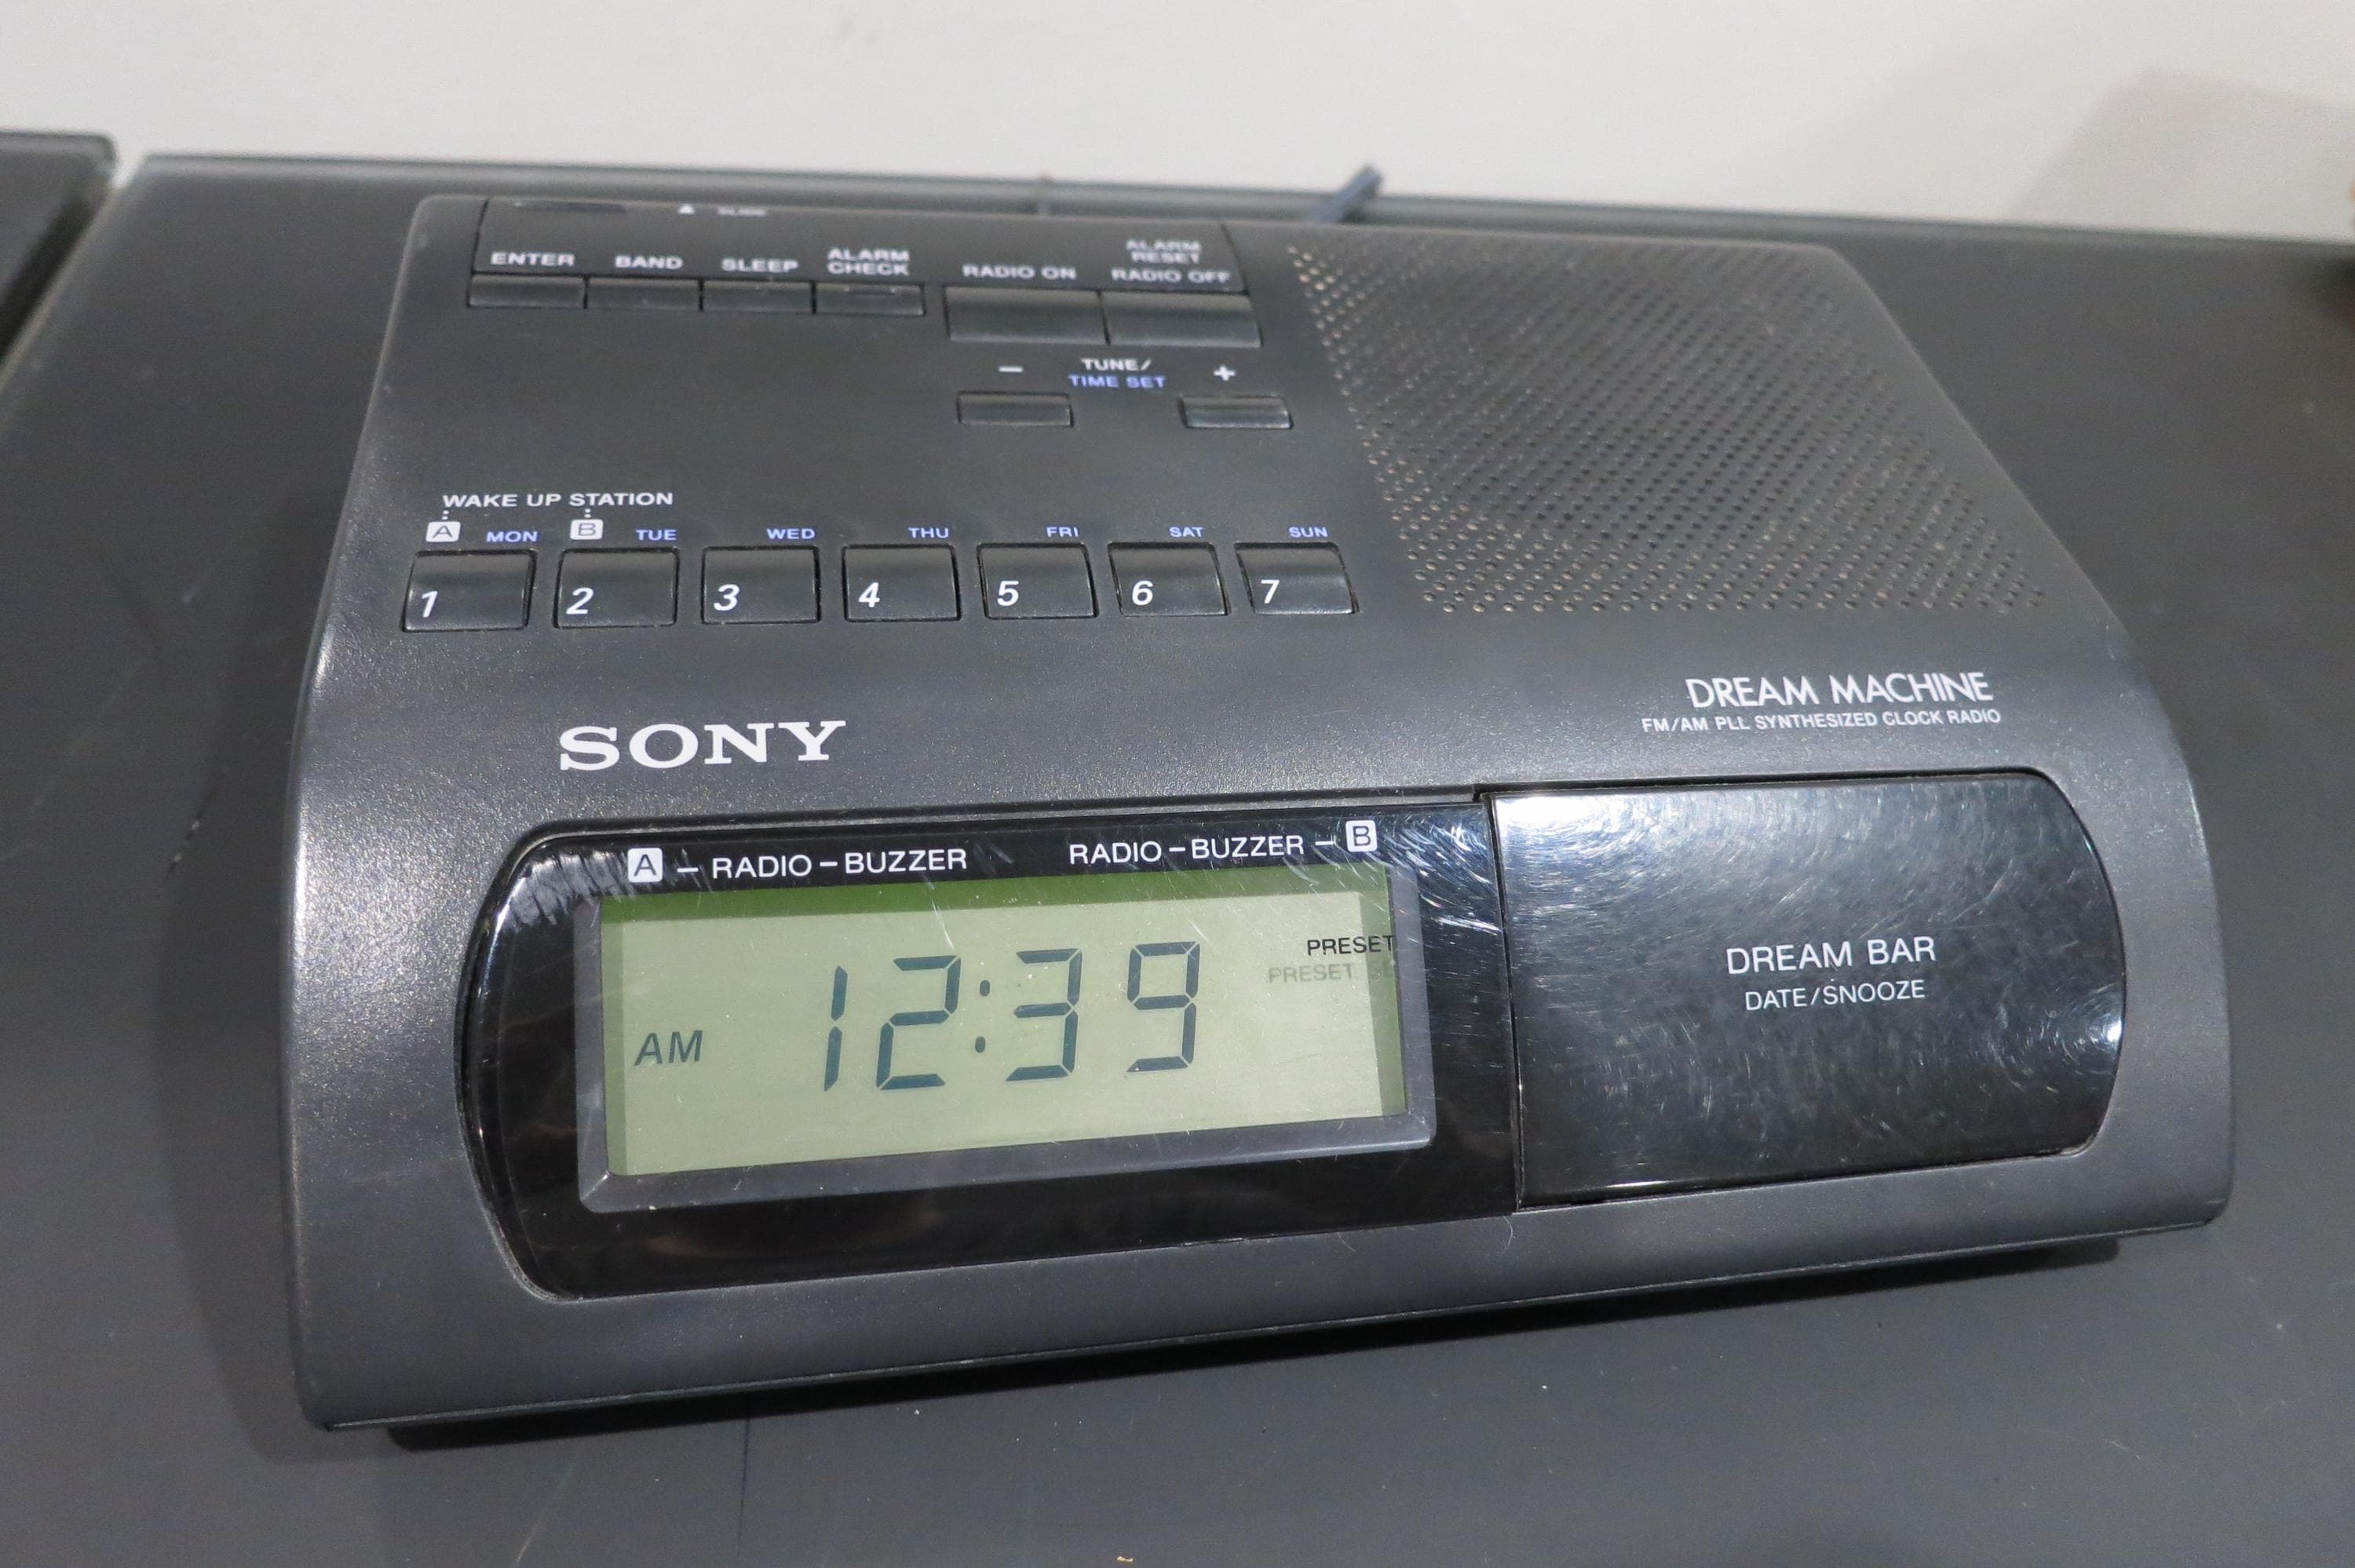 SLIDE
ENTER BAND SLEEP ALARM CHECK RADIO ON ALARM RESET RADIO OFF
− TUNE/ +
TIME SET
WAKE UP STATION
A MON B TUE WED THU FRI SAT SUN
1 2 3 4 5 6 7
DREAM MACHINE
FM/AM PLL SYNTHESIZED CLOCK RADIO
SONY
A – RADIO – BUZZER RADIO – BUZZER – B
PRESET
AM 12:39
DREAM BAR
DATE/SNOOZE